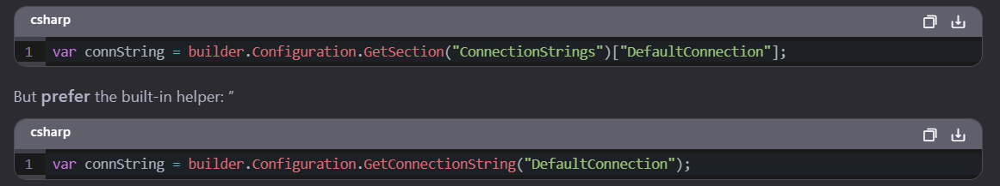 csharp
1 var connString = builder.Configuration.GetSection("ConnectionStrings")["DefaultConnection"];
But prefer the built-in helper: "
csharp
1 var connString = builder.Configuration.GetConnectionString("DefaultConnection");